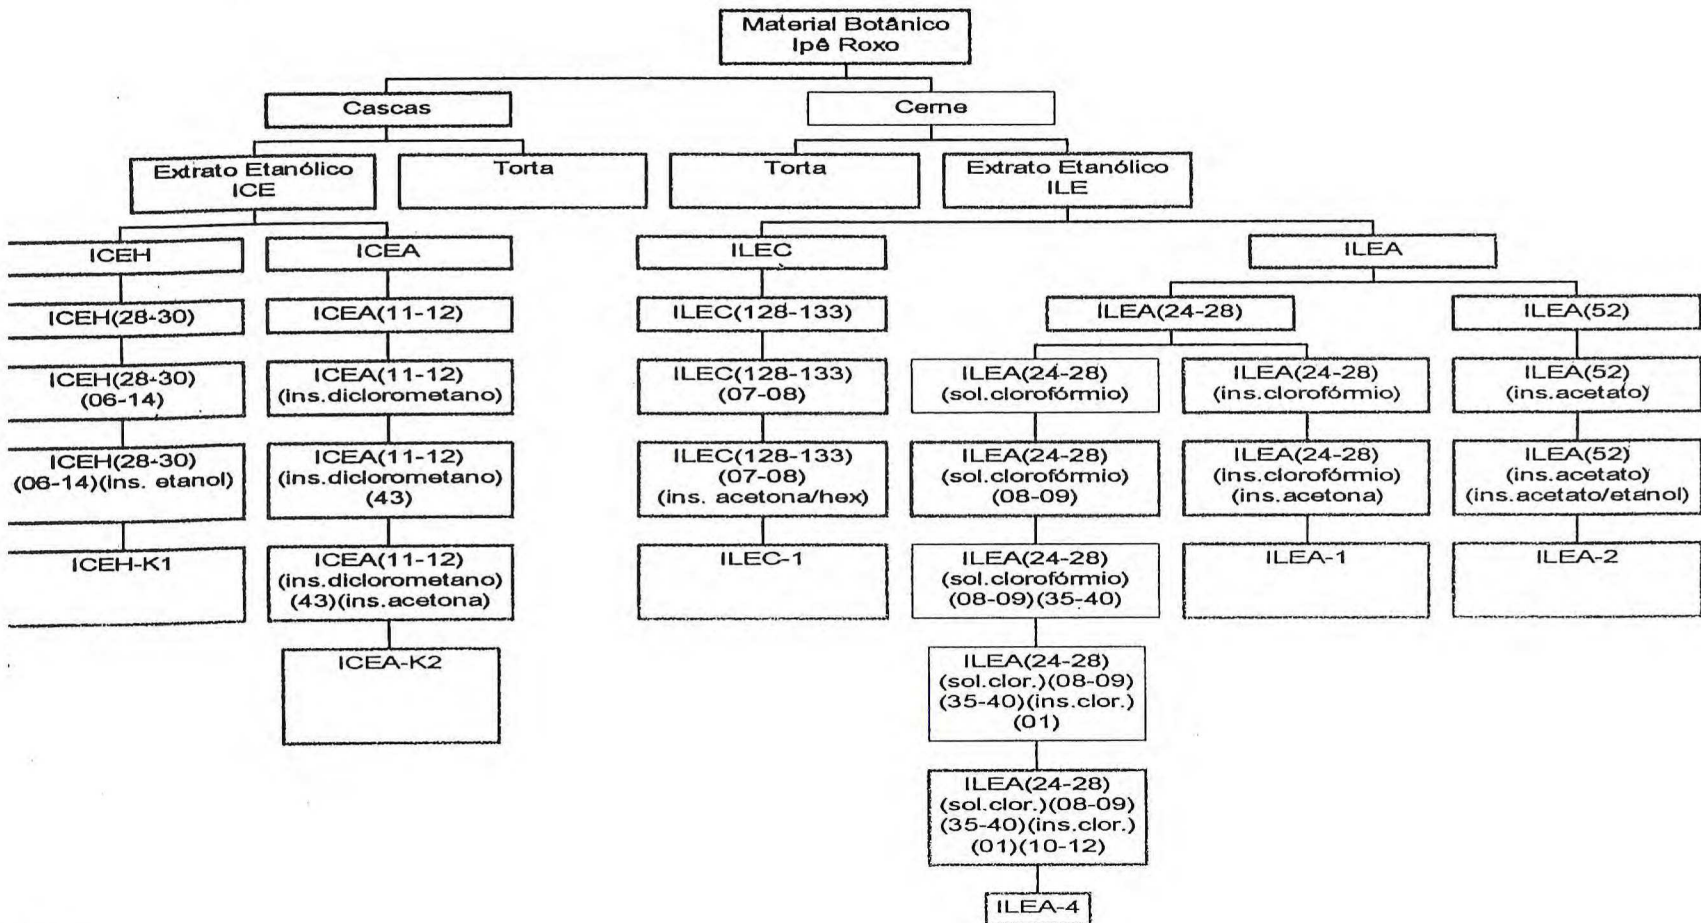 Material Botânico
Ipê Roxo
Cascas
Cerne
Extrato Etanólico
ICE
Torta
Torta
Extrato Etanólico
ILE
ICEH
ICEA
ILEC
ILEA
ICEH(28-30)
ICEA(11-12)
ILEC(128-133)
ILEA(24-28)
ILEA(52)
ICEH(28-30)
(06-14)
ICEA(11-12)
(ins.diclorometano)
ILEC(128-133)
(07-08)
ILEA(24-28)
(sol.clorofórmio)
ILEA(24-28)
(ins.clorofórmio)
ILEA(52)
(ins.acetato)
ICEH(28-30)
(06-14)(ins. etanol)
ICEA(11-12)
(ins.diclorometano)
(43)
ILEC(128-133)
(07-08)
(ins. acetona/hex)
ILEA(24-28)
(sol.clorofórmio)
(08-09)
ILEA(24-28)
(ins.clorofórmio)
(ins.acetona)
ILEA(52)
(ins.acetato)
(ins.acetato/etanol)
ICEH-K1
ICEA(11-12)
(ins.diclorometano)
(43)(ins.acetona)
ILEC-1
ILEA(24-28)
(sol.clorofórmio)
(08-09)(35-40)
ILEA-1
ILEA-2
ICEA-K2
ILEA(24-28)
(sol.clor.)(08-09)
(35-40)(ins.clor.)
(01)
ILEA(24-28)
(sol.clor.)(08-09)
(35-40)(ins.clor.)
(01)(10-12)
ILEA-4